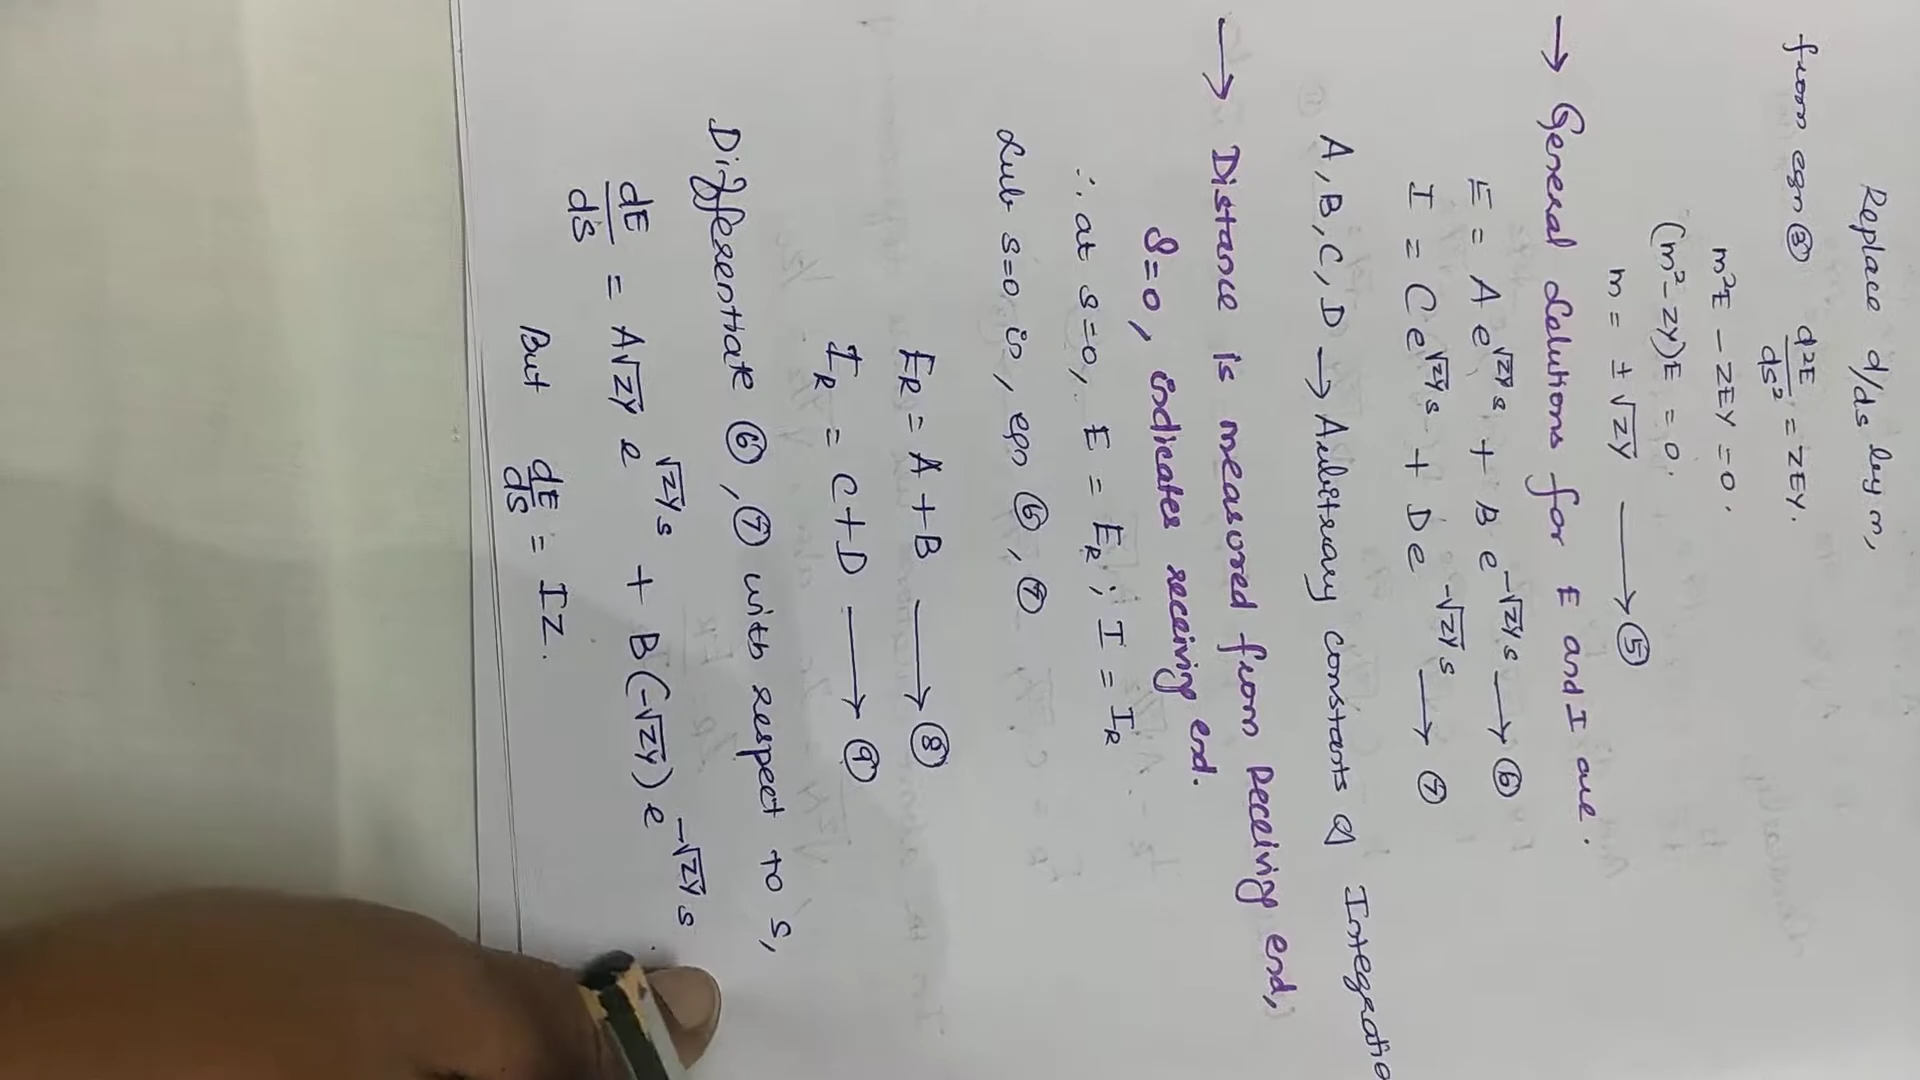 Replace d/ds by m,
from eqn ③ d²E/ds² = ZEY.
m²E - ZEY = 0.
(m² - ZY)E = 0.
m = ± √ZY ⟶ ⑤
→ General Solutions for E and I are.
E = A e^√ZY s + B e^-√ZY s ⟶ ⑥
I = C e^√ZY s + D e^-√ZY s ⟶ ⑦
A, B, C, D → Arbitrary constants of Integratio
→ Distance is measured from Receiving end,
S=0, indicates receiving end.
∴ at s=0, E = E_R ; I = I_R
Sub s=0 in, eqn ⑥, ⑦
E_R = A + B ⟶ ⑧
I_R = C + D ⟶ ⑨
Differentiate ⑥, ⑦ with respect to s,
dE/ds = A√ZY e^√ZY s + B(-√ZY) e^-√ZY s
But dE/ds = IZ.